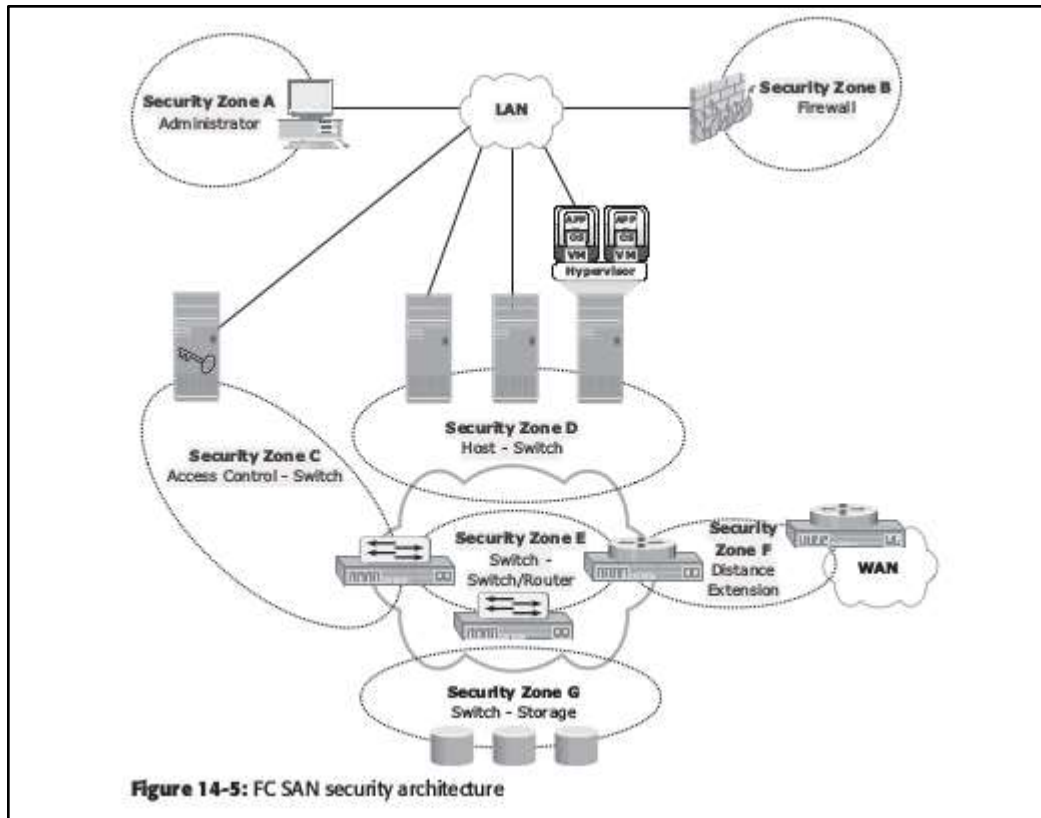 Security Zone A
Administrator
LAN
Security Zone B
Firewall
APP
OS
VM
APP
OS
VM
Hypervisor
Security Zone D
Host - Switch
Security Zone C
Access Control - Switch
Security Zone E
Switch -
Switch/Router
Security
Zone F
Distance
Extension
WAN
Security Zone G
Switch - Storage
Figure 14-5: FC SAN security architecture